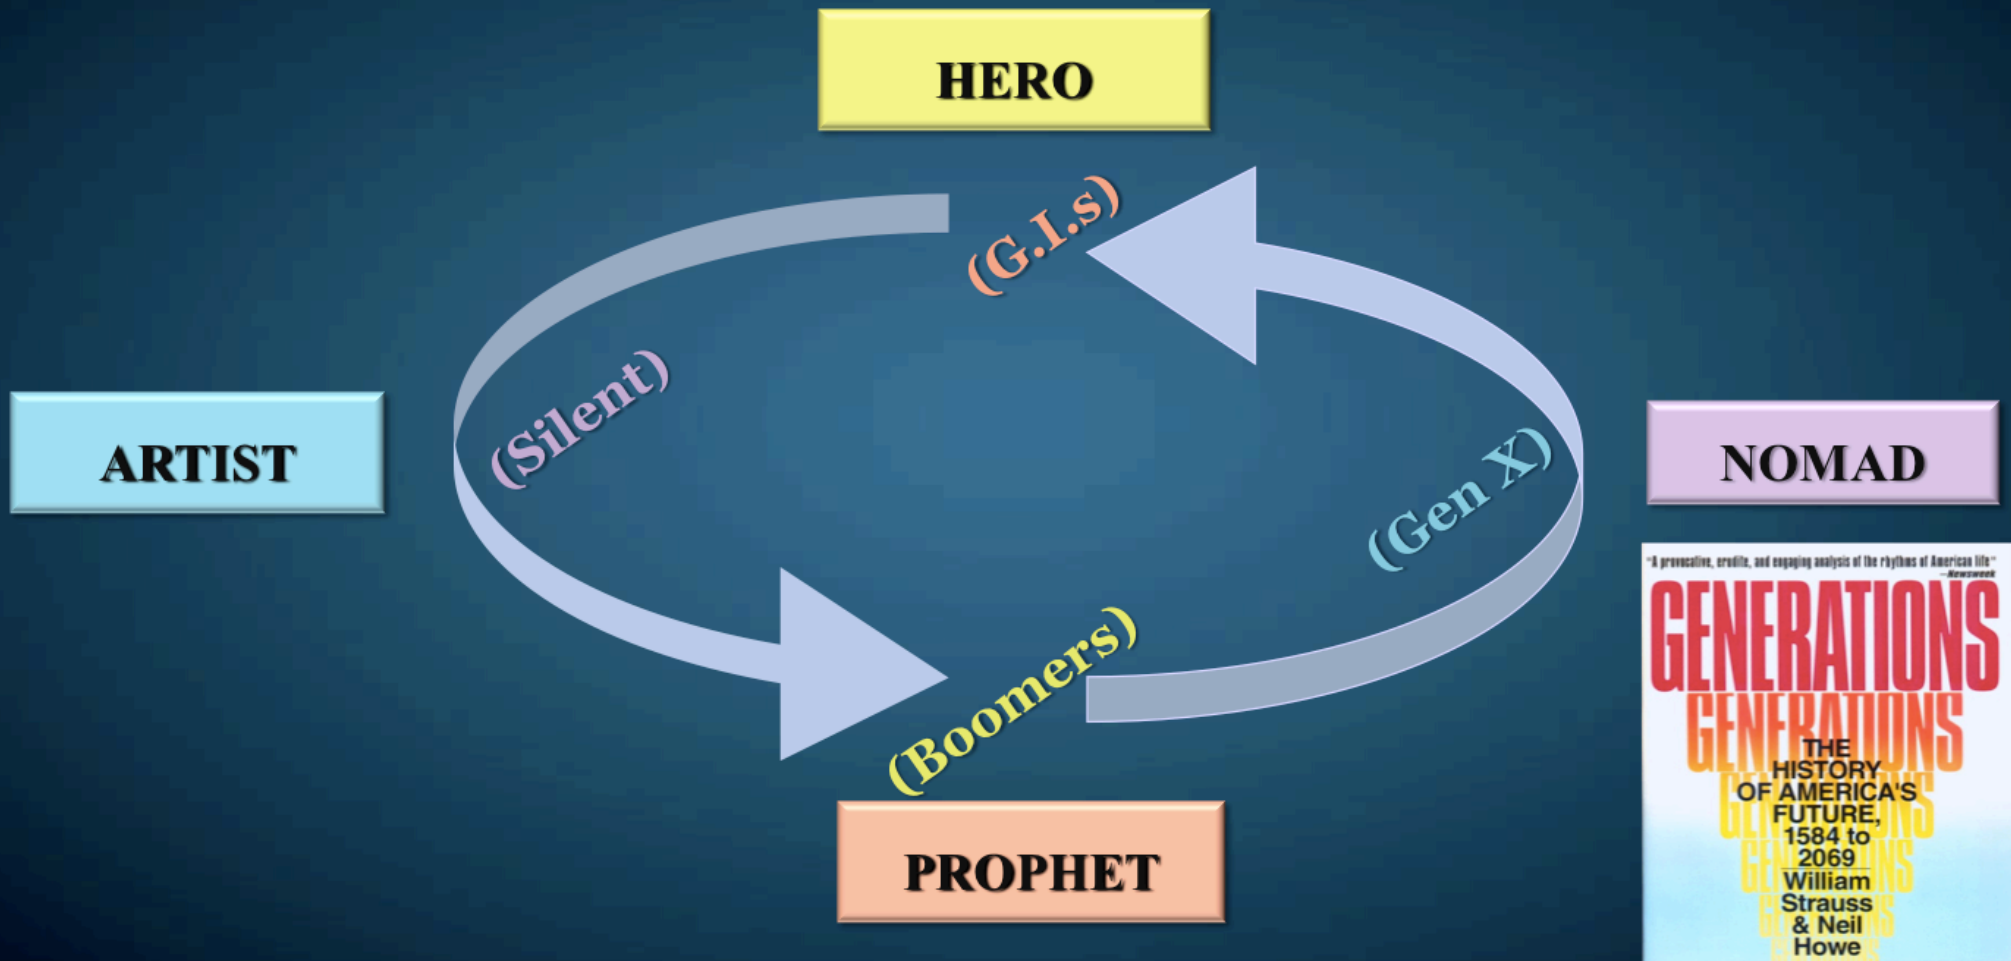 HERO
(G.I.s)
(Silent)
ARTIST
NOMAD
(Gen X)
(Boomers)
PROPHET
"A provocative, erudite, and engaging analysis of the rhythms of American life"
—Newsweek
GENERATIONS
GENERATIONS
THE
HISTORY
OF AMERICA'S
FUTURE,
1584 to
2069
William
Strauss
& Neil
Howe